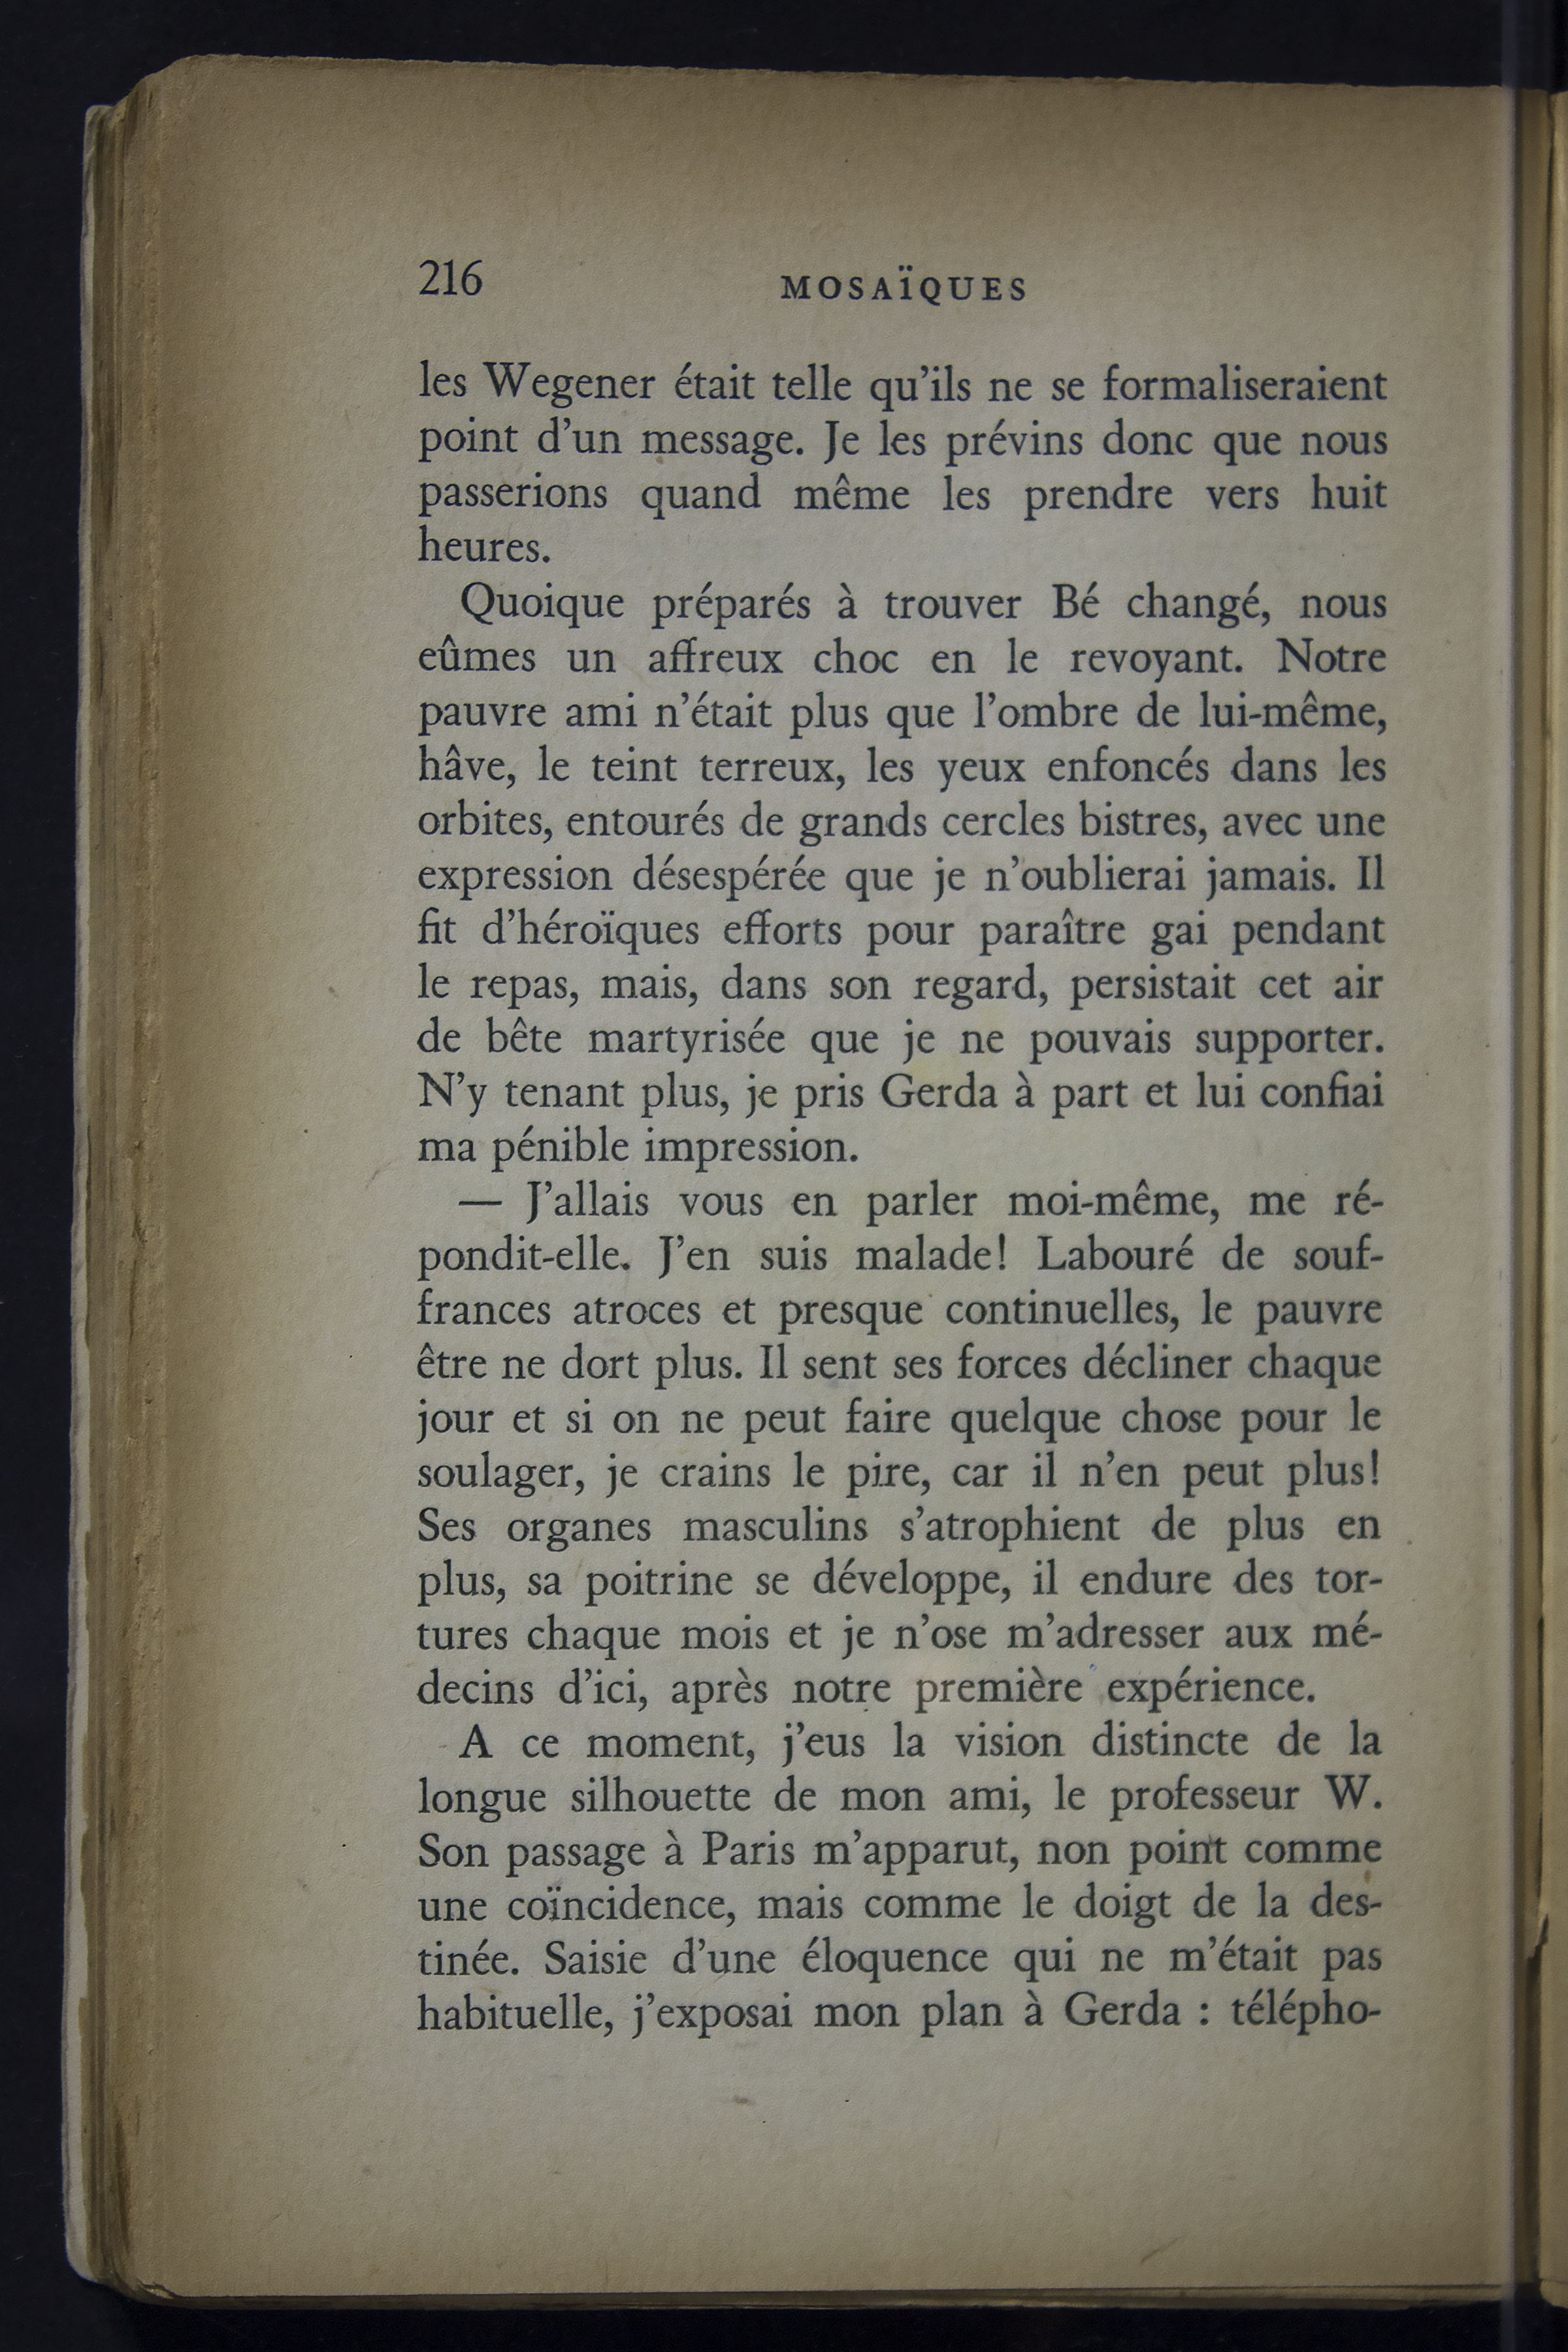 216
MOSAÏQUES
les Wegener était telle qu'ils ne se formaliseraient
point d'un message. Je les prévins donc que nous
passerions quand même les prendre vers huit
heures.
Quoique préparés à trouver Bé changé, nous
eûmes un affreux choc en le revoyant. Notre
pauvre ami n'était plus que l'ombre de lui-même,
hâve, le teint terreux, les yeux enfoncés dans les
orbites, entourés de grands cercles bistres, avec une
expression désespérée que je n'oublierai jamais. Il
fit d'héroïques efforts pour paraître gai pendant
le repas, mais, dans son regard, persistait cet air
de bête martyrisée que je ne pouvais supporter.
N'y tenant plus, je pris Gerda à part et lui confiai
ma pénible impression.
— J'allais vous en parler moi-même, me ré-
pondit-elle. J'en suis malade! Labouré de souf-
frances atroces et presque continuelles, le pauvre
être ne dort plus. Il sent ses forces décliner chaque
jour et si on ne peut faire quelque chose pour le
soulager, je crains le pire, car il n'en peut plus!
Ses organes masculins s'atrophient de plus en
plus, sa poitrine se développe, il endure des tor-
tures chaque mois et je n'ose m'adresser aux mé-
decins d'ici, après notre première expérience.
A ce moment, j'eus la vision distincte de la
longue silhouette de mon ami, le professeur W.
Son passage à Paris m'apparut, non point comme
une coïncidence, mais comme le doigt de la des-
tinée. Saisie d'une éloquence qui ne m'était pas
habituelle, j'exposai mon plan à Gerda : télépho-